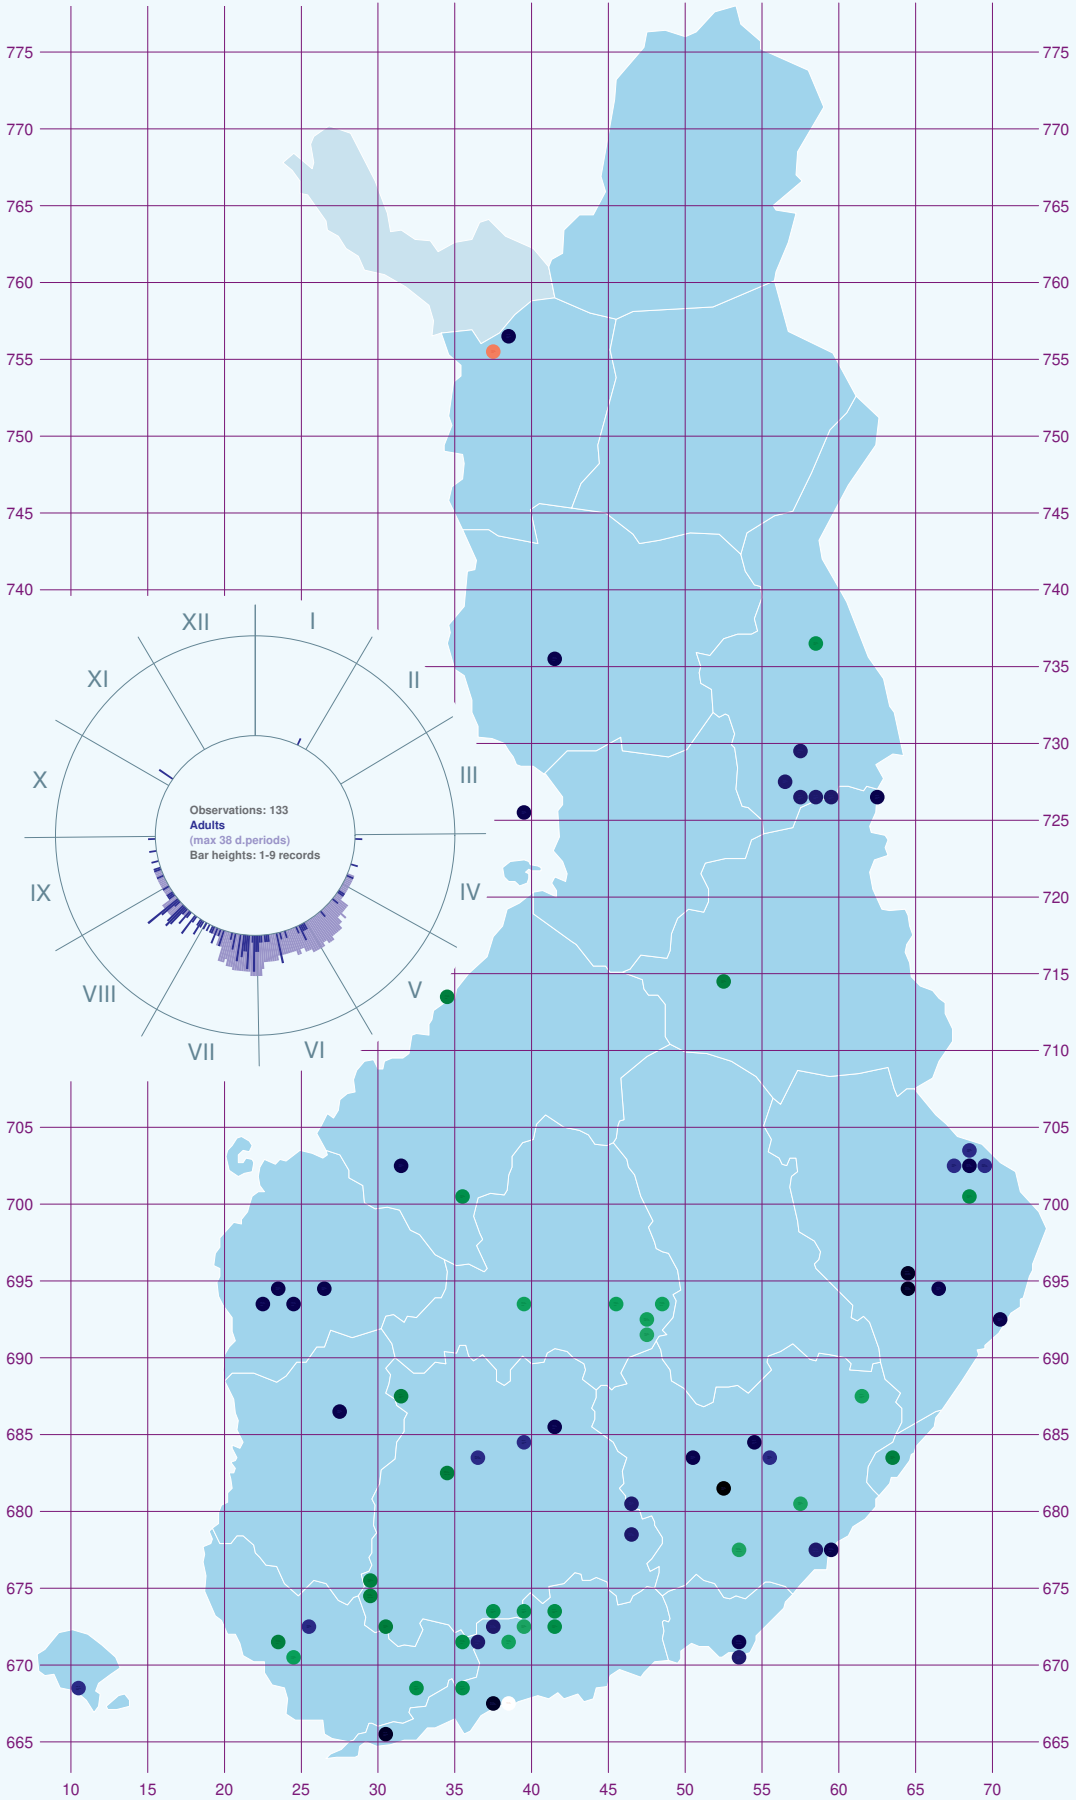 775 775
770 770
765 765
760 760
755 755
750 750
745 745
740 740
XII I
XI II
735 735
730 730
X III
Observations: 133
Adults
(max 38 d.periods)
Bar heights: 1-9 records
725 725
IX IV
720 720
VIII V
715 715
VII VI
710 710
705 705
700 700
695 695
690 690
685 685
680 680
675 675
670 670
665 665
10 15 20 25 30 35 40 45 50 55 60 65 70